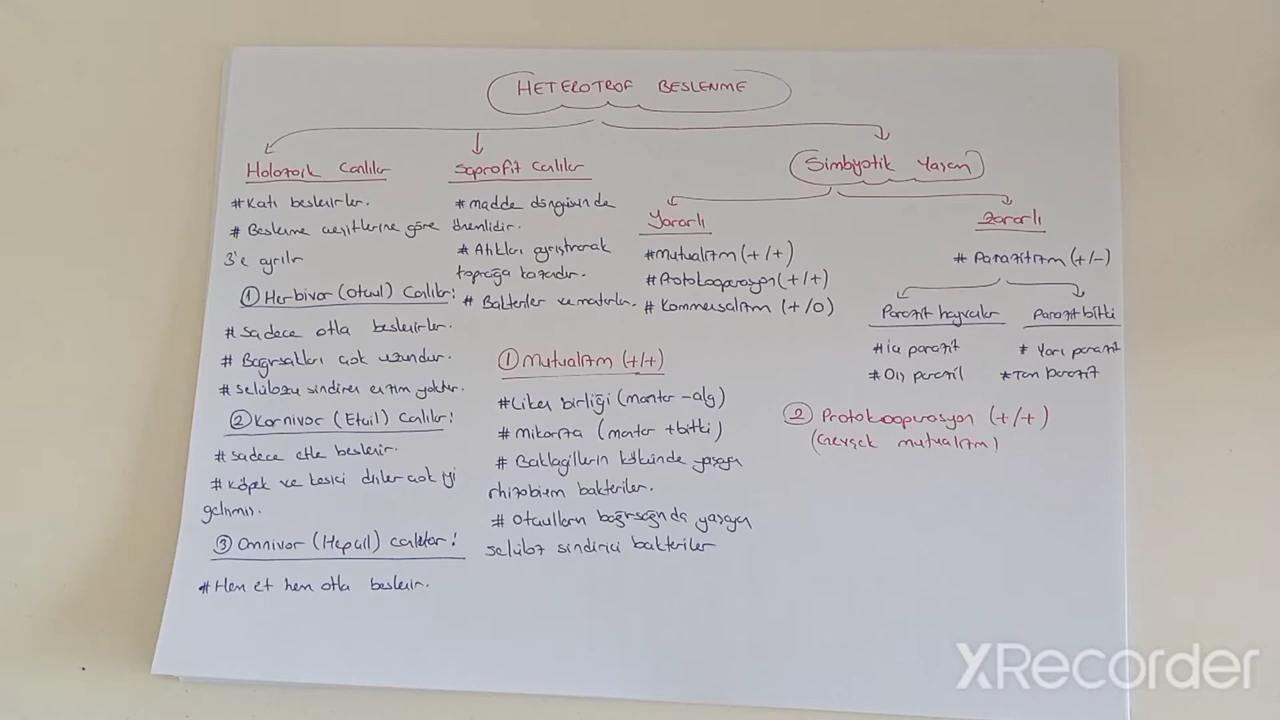 HETEROTROF BESLENME
Holozoik Canlılar
# Katı beslenirler.
# Beslenme çeşitlerine göre
3'e ayrılır
① Herbivor (Otçul) Canlılar!
# Sadece otla beslenirler.
# Bağırsakları çok uzundur.
# Selülozu sindiren enzim yoktur.
② Karnivor (Etçil) Canlılar!
# Sadece etle beslenir.
# Köpek ve kesici dişler çok iyi
gelişmiş.
③ Omnivor (Hepçil) canlılar!
# Hem et hem otla beslenir.
Saprofit canlılar
# madde döngüsünde
önemlidir.
# Atıkları ayrıştırarak
toprağa kazandır.
# Bakteriler ve mantarlar.
Simbiyotik Yaşam
Yararlı
# Mutualizm (+/+)
# Protokooperasyon (+/+)
# Kommensalizm (+/0)
Zararlı
# Parazitizm (+/-)
Parazit hayvanlar
# iç parazit
# Dış parazit
Parazit bitki
# Yarı parazit
# Tam parazit
① Mutualizm (+/+)
# Liken birliği (mantar - alg)
# mikoriza (mantar + bitki)
# Baklagillerin kökünde yaşayan
rhizobium bakteriler.
# Otçulların bağırsağında yaşayan
selüloz sindirici bakteriler
② Protokooperasyon (+/+)
(Gevşek mutualizm)
XRecorder